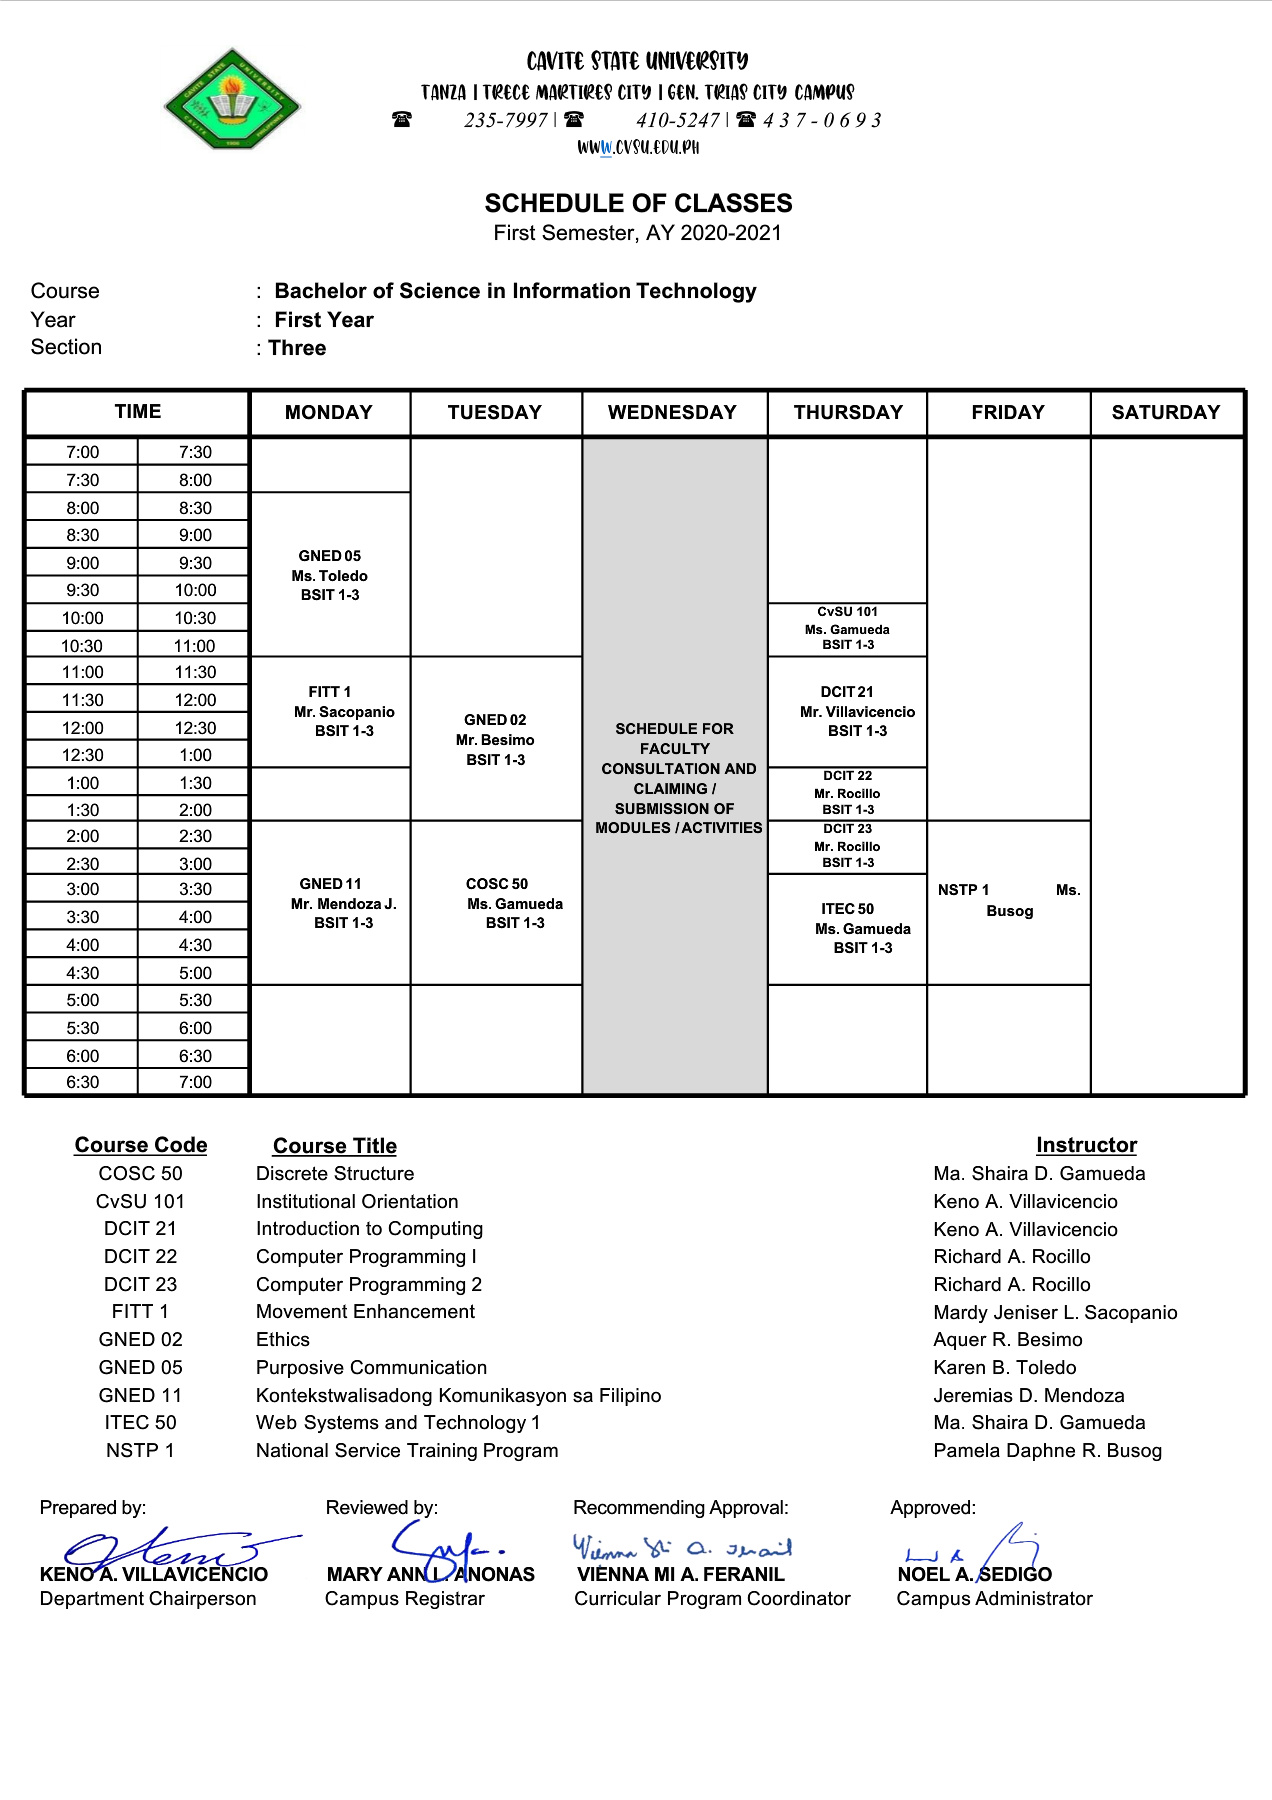 CAVITE STATE UNIVERSITY
TANZA | TRECE MARTIRES CITY | GEN. TRIAS CITY CAMPUS
☎ 235-7997 | ☎ 410-5247 | ☎ 437-0693
WWW.CVSU.EDU.PH
CAVITE STATE UNIVERSITY
SCHEDULE OF CLASSES
First Semester, AY 2020-2021
Course : Bachelor of Science in Information Technology
Year : First Year
Section : Three
TIME MONDAY TUESDAY WEDNESDAY THURSDAY FRIDAY SATURDAY
7:00 7:30
7:30 8:00
8:00 8:30
8:30 9:00
9:00 9:30
9:30 10:00
10:00 10:30
10:30 11:00
11:00 11:30
11:30 12:00
12:00 12:30
12:30 1:00
1:00 1:30
1:30 2:00
2:00 2:30
2:30 3:00
3:00 3:30
3:30 4:00
4:00 4:30
4:30 5:00
5:00 5:30
5:30 6:00
6:00 6:30
6:30 7:00
GNED 05
Ms. Toledo
BSIT 1-3
FITT 1
Mr. Sacopanio
BSIT 1-3
GNED 11
Mr. Mendoza J.
BSIT 1-3
GNED 02
Mr. Besimo
BSIT 1-3
COSC 50
Ms. Gamueda
BSIT 1-3
SCHEDULE FOR
FACULTY
CONSULTATION AND
CLAIMING /
SUBMISSION OF
MODULES / ACTIVITIES
CvSU 101
Ms. Gamueda
BSIT 1-3
DCIT 21
Mr. Villavicencio
BSIT 1-3
DCIT 22
Mr. Rocillo
BSIT 1-3
DCIT 23
Mr. Rocillo
BSIT 1-3
ITEC 50
Ms. Gamueda
BSIT 1-3
NSTP 1 Ms.
Busog
Course Code Course Title Instructor
COSC 50 Discrete Structure Ma. Shaira D. Gamueda
CvSU 101 Institutional Orientation Keno A. Villavicencio
DCIT 21 Introduction to Computing Keno A. Villavicencio
DCIT 22 Computer Programming I Richard A. Rocillo
DCIT 23 Computer Programming 2 Richard A. Rocillo
FITT 1 Movement Enhancement Mardy Jeniser L. Sacopanio
GNED 02 Ethics Aquer R. Besimo
GNED 05 Purposive Communication Karen B. Toledo
GNED 11 Kontekstwalisadong Komunikasyon sa Filipino Jeremias D. Mendoza
ITEC 50 Web Systems and Technology 1 Ma. Shaira D. Gamueda
NSTP 1 National Service Training Program Pamela Daphne R. Busog
Prepared by: Reviewed by: Recommending Approval: Approved:
KENO A. VILLAVICENCIO MARY ANN L. ANONAS VIENNA MI A. FERANIL NOEL A. SEDIGO
Department Chairperson Campus Registrar Curricular Program Coordinator Campus Administrator